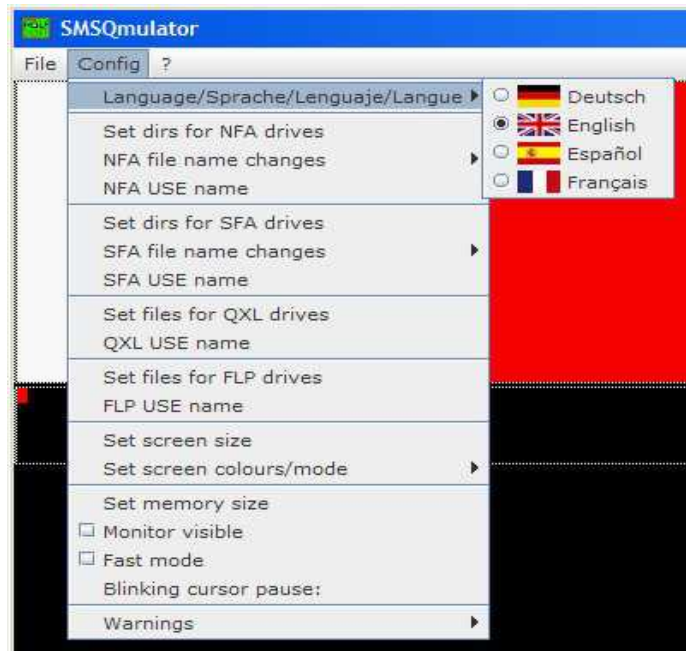 SMSQmulator
File Config ?
Language/Sprache/Lenguaje/Langue
Deutsch
English
Español
Français
Set dirs for NFA drives
NFA file name changes
NFA USE name
Set dirs for SFA drives
SFA file name changes
SFA USE name
Set files for QXL drives
QXL USE name
Set files for FLP drives
FLP USE name
Set screen size
Set screen colours/mode
Set memory size
Monitor visible
Fast mode
Blinking cursor pause:
Warnings